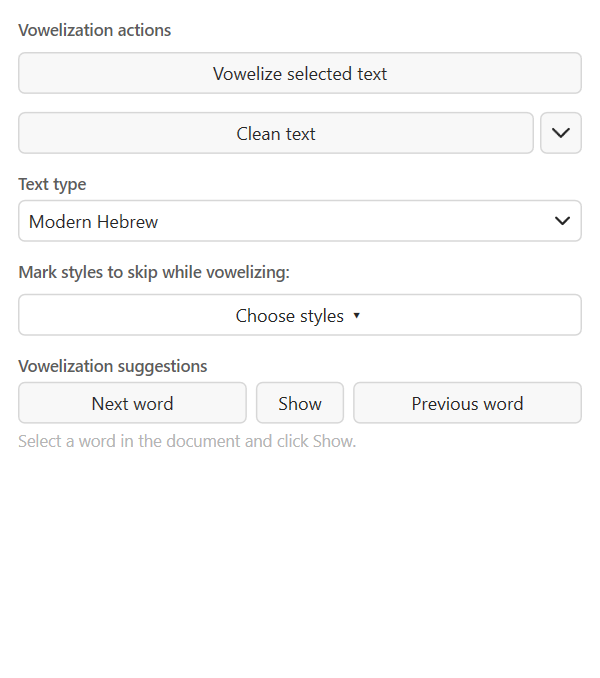 Vowelization actions
Vowelize selected text
Clean text
Text type
Modern Hebrew
Mark styles to skip while vowelizing:
Choose styles ▾
Vowelization suggestions
Next word Show Previous word
Select a word in the document and click Show.